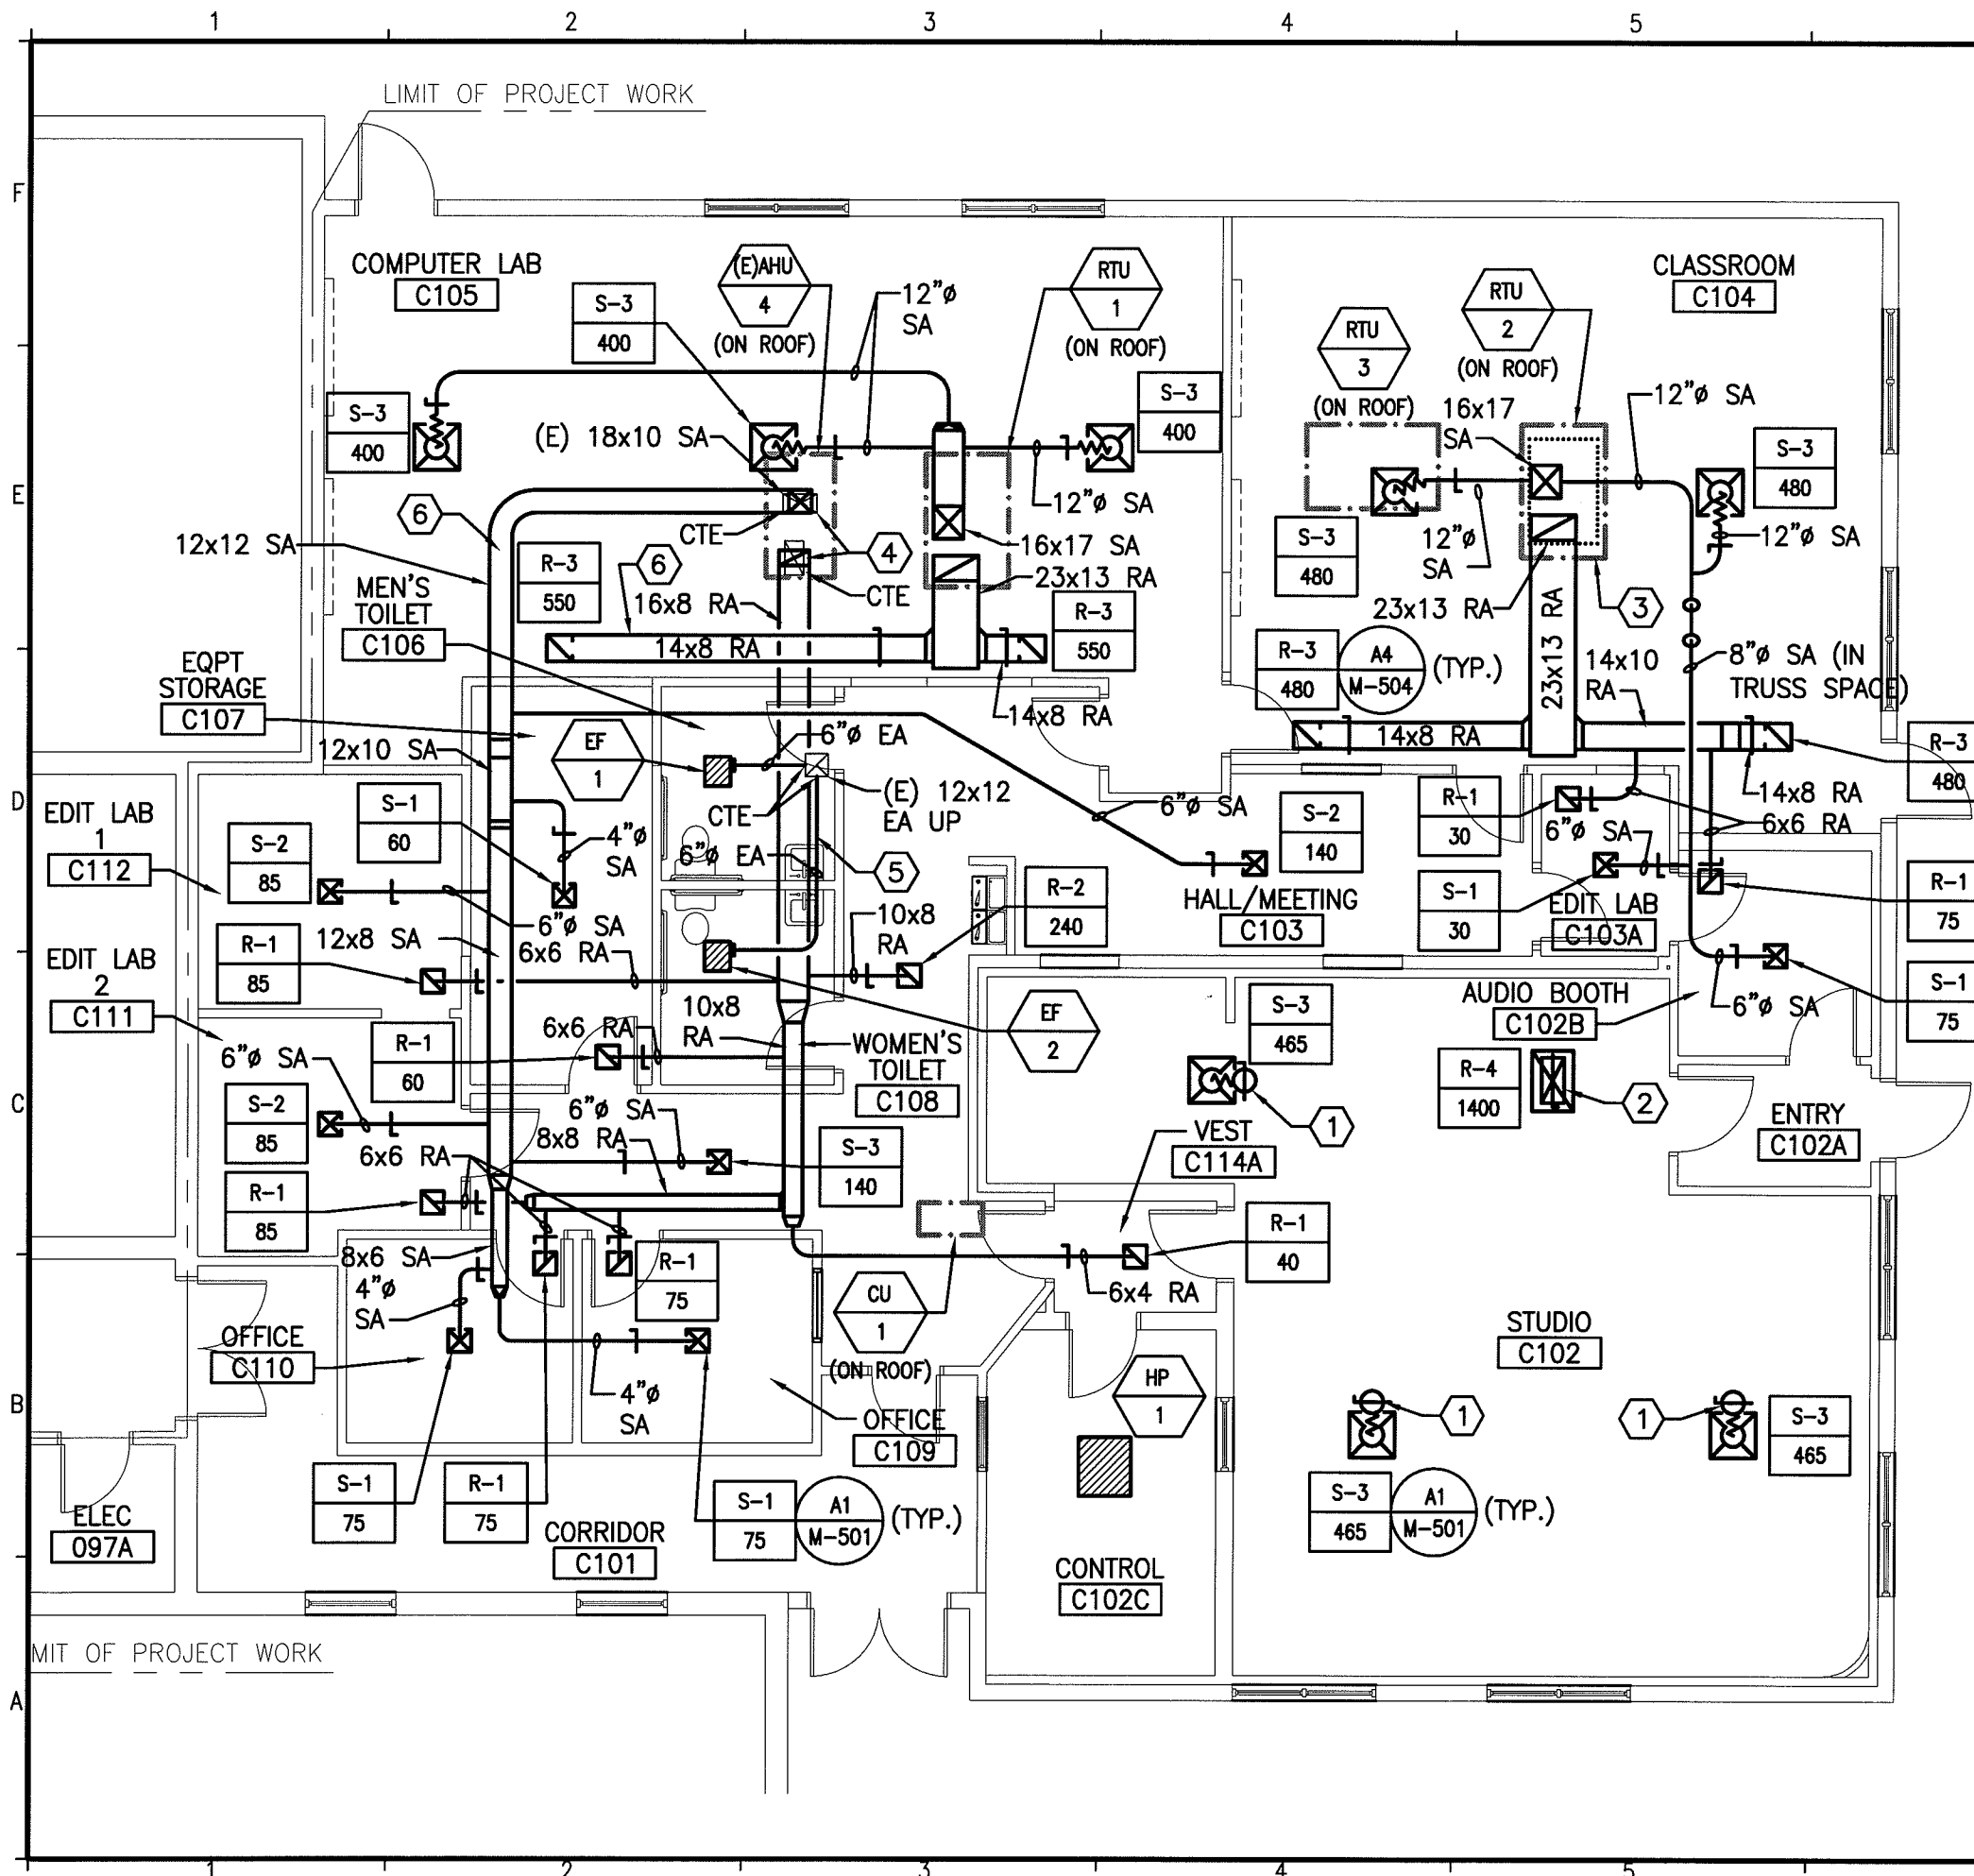 1
2
3
4
5
LIMIT OF PROJECT WORK
F
COMPUTER LAB
C105
S-3
400
(E)AHU
4
(ON ROOF)
12"ø
SA
RTU
1
(ON ROOF)
RTU
3
(ON ROOF)
RTU
2
(ON ROOF)
CLASSROOM
C104
S-3
400
(E) 18x10 SA
S-3
400
16x17
SA
12"ø SA
S-3
480
E
6
12x12 SA
CTE
12"ø SA
16x17 SA
4
CTE
23x13 RA
S-3
480
12"ø
SA
12"ø SA
R-3
550
6
16x8 RA
23x13 RA
3
MEN'S
TOILET
C106
14x8 RA
R-3
550
R-3
480
A4
M-504
(TYP.)
23x13 RA
14x10
RA
8"ø SA (IN
TRUSS SPACE)
EQPT
STORAGE
C107
14x8 RA
14x8 RA
R-3
480
12x10 SA
EF
1
6"ø EA
(E) 12x12
EA UP
CTE
D
EDIT LAB
1
C112
S-2
85
S-1
60
4"ø
SA
6"ø EA
5
6"ø SA
S-2
140
R-1
30
6"ø SA
14x8 RA
6x6 RA
S-1
30
R-1
75
HALL/MEETING
C103
EDIT LAB
C103A
6"ø SA
12x8 SA
6x6 RA
10x8
RA
R-2
240
EDIT LAB
2
C111
R-1
85
10x8
RA
EF
2
S-3
465
AUDIO BOOTH
C102B
6"ø SA
S-1
75
6x6 RA
R-1
60
WOMEN'S
TOILET
C108
6"ø SA
C
S-2
85
6x6 RA
6"ø SA
8x8 RA
S-3
140
R-4
1400
2
1
VEST
C114A
ENTRY
C102A
R-1
85
8x6 SA
4"ø
SA
R-1
75
R-1
40
6x4 RA
CU
1
(ON ROOF)
OFFICE
C110
4"ø
SA
OFFICE
C109
HP
1
STUDIO
C102
B
1
1
S-3
465
S-1
75
R-1
75
S-1
75
A1
M-501
(TYP.)
S-3
465
A1
M-501
(TYP.)
ELEC
097A
CORRIDOR
C101
CONTROL
C102C
MIT OF PROJECT WORK
A
1
2
3
4
5